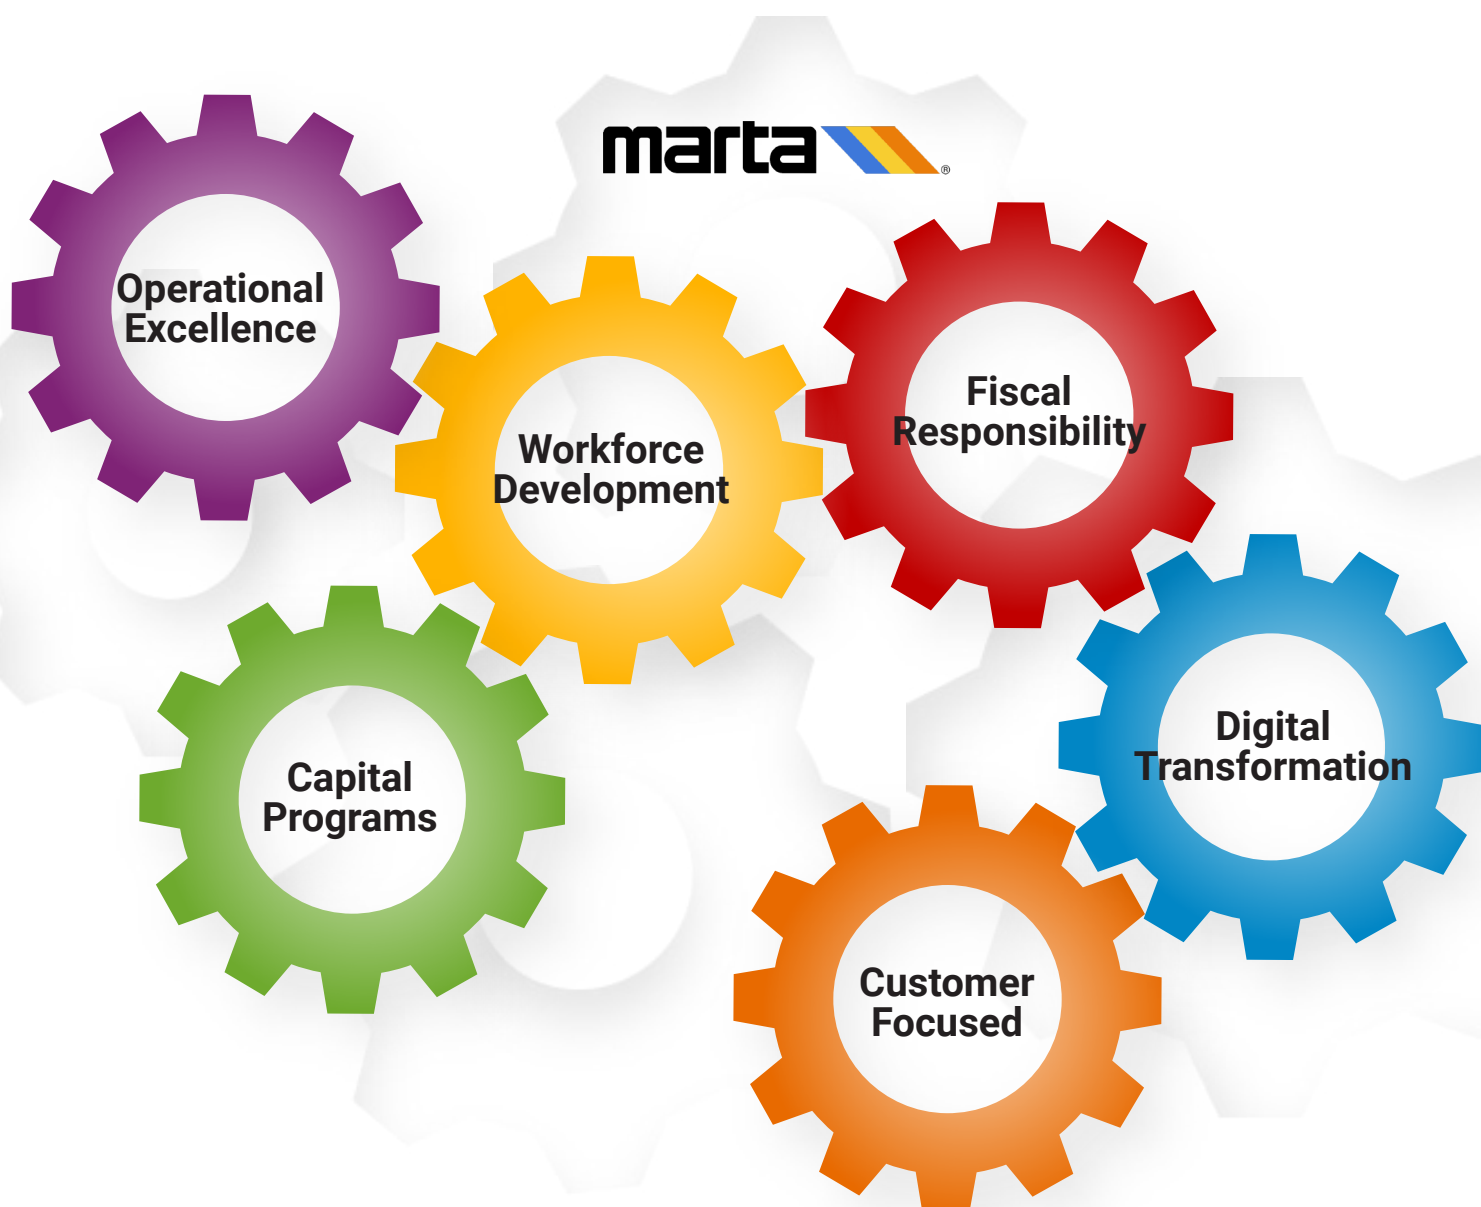 marta®
Operational
Excellence
Workforce
Development
Fiscal
Responsibility
Capital
Programs
Digital
Transformation
Customer
Focused